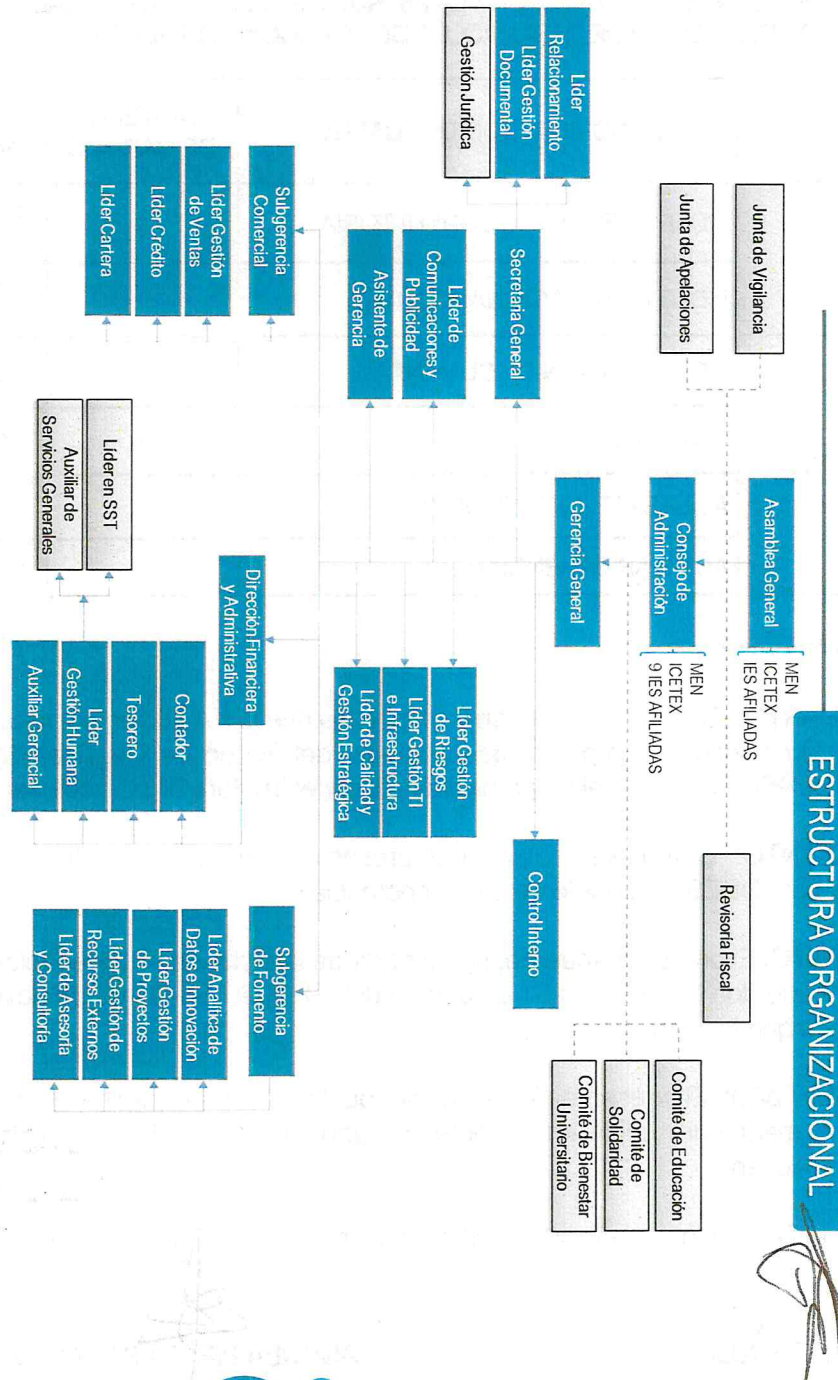 ESTRUCTURA ORGANIZACIONAL
Asamblea General
MEN
ICETEX
IES AFILIADAS
Junta de Vigilancia
Junta de Apelaciones
Revisoría Fiscal
Consejo de
Administración
MEN
ICETEX
9 IES AFILIADAS
Comité de Educación
Comité de
Solidaridad
Comité de Bienestar
Universitario
Gerencia General
Control Interno
Secretaria General
Líder
Relacionamiento
Líder Gestión
Documental
Gestión Jurídica
Líder de
Comunicaciones y
Publicidad
Asistente de
Gerencia
Líder Gestión
de Riesgos
Líder Gestión TI
e Infraestructura
Líder de Calidad y
Gestión Estratégica
Subgerencia
Comercial
Líder Gestión
de Ventas
Líder Crédito
Líder Cartera
Dirección Financiera
y Administrativa
Contador
Tesorero
Líder
Gestión Humana
Auxiliar Gerencial
Líder en SST
Auxiliar de
Servicios Generales
Subgerencia
de Fomento
Líder Analítica de
Datos e Innovación
Líder Gestión
de Proyectos
Líder Gestión de
Recursos Externos
Líder de Asesoría
y Consultoría